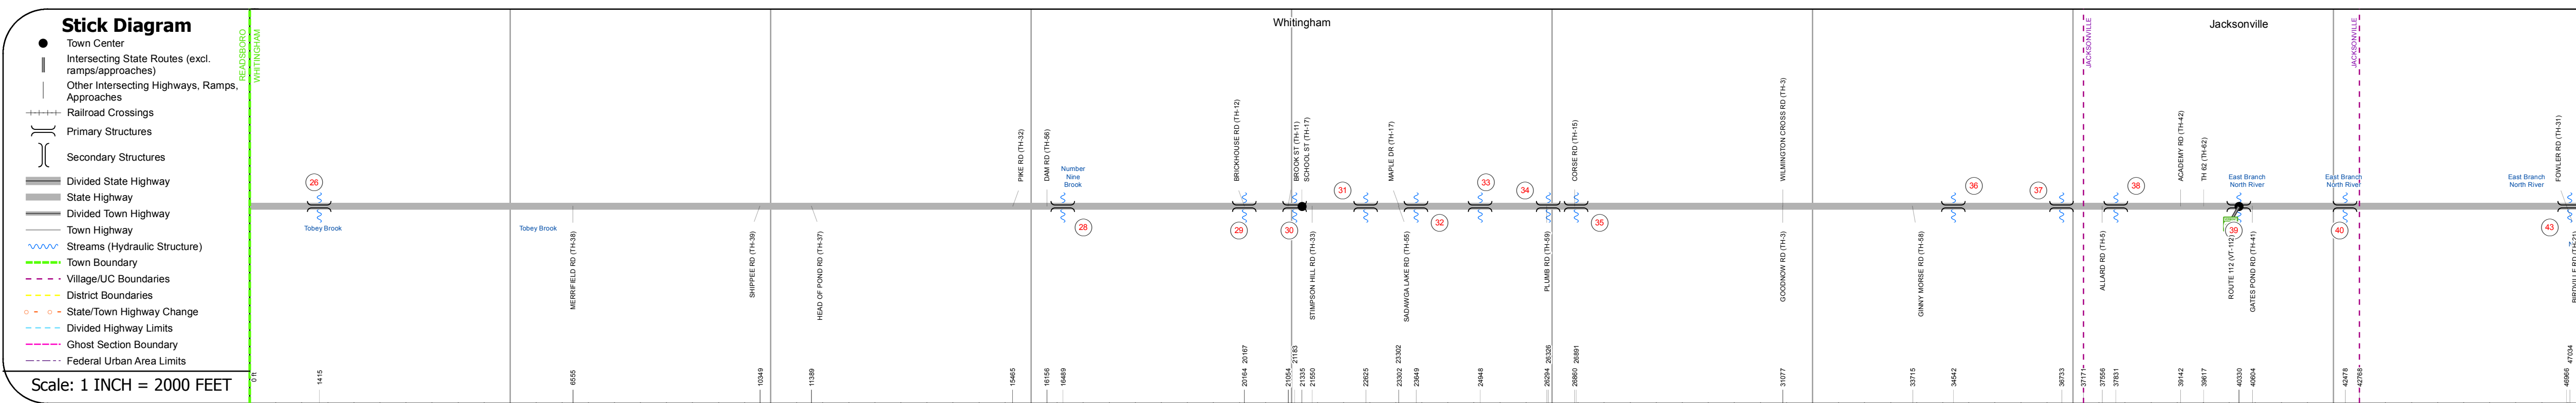 Stick Diagram
Town Center
Intersecting State Routes (excl.
ramps/approaches)
Other Intersecting Highways, Ramps,
Approaches
Railroad Crossings
Primary Structures
Secondary Structures
Divided State Highway
State Highway
Divided Town Highway
Town Highway
Streams (Hydraulic Structure)
Town Boundary
Village/UC Boundaries
District Boundaries
State/Town Highway Change
Divided Highway Limits
Ghost Section Boundary
Federal Urban Area Limits
Scale: 1 INCH = 2000 FEET
READSBORO
WHITINGHAM
Whitingham
JACKSONVILLE
Jacksonville
JACKSONVILLE
PIKE RD (TH-32)
DAM RD (TH-56)
Number
Nine
Brook
BRICKHOUSE RD (TH-12)
BROOK ST (TH-11)
SCHOOL ST (TH-17)
MAPLE DR (TH-17)
CORSE RD (TH-15)
WILMINGTON CROSS RD (TH-3)
ACADEMY RD (TH-42)
TH 62 (TH-62)
East Branch
North River
East Branch
North River
East Branch
North River
FOWLER RD (TH-31)
26
28
29
30
31
32
33
34
35
36
37
38
39
40
43
Tobey Brook
Tobey Brook
MERRIFIELD RD (TH-38)
SHIPPEE RD (TH-39)
HEAD OF POND RD (TH-37)
STIMPSON HILL RD (TH-33)
SADAWGA LAKE RD (TH-55)
PLUMB RD (TH-59)
GOODNOW RD (TH-3)
GINNY MORSE RD (TH-58)
ALLARD RD (TH-5)
ROUTE 112 (VT-112)
GATES POND RD (TH-41)
0 ft
1415
6555
10349
11389
15465
16156
16489
20164
20167
21054
21183
21335
21550
22625
23302
23302
23649
24948
26294
26326
26860
26891
31077
33715
34542
36733
37171
37556
37831
39142
39617
40330
40604
42478
42768
46966
47034